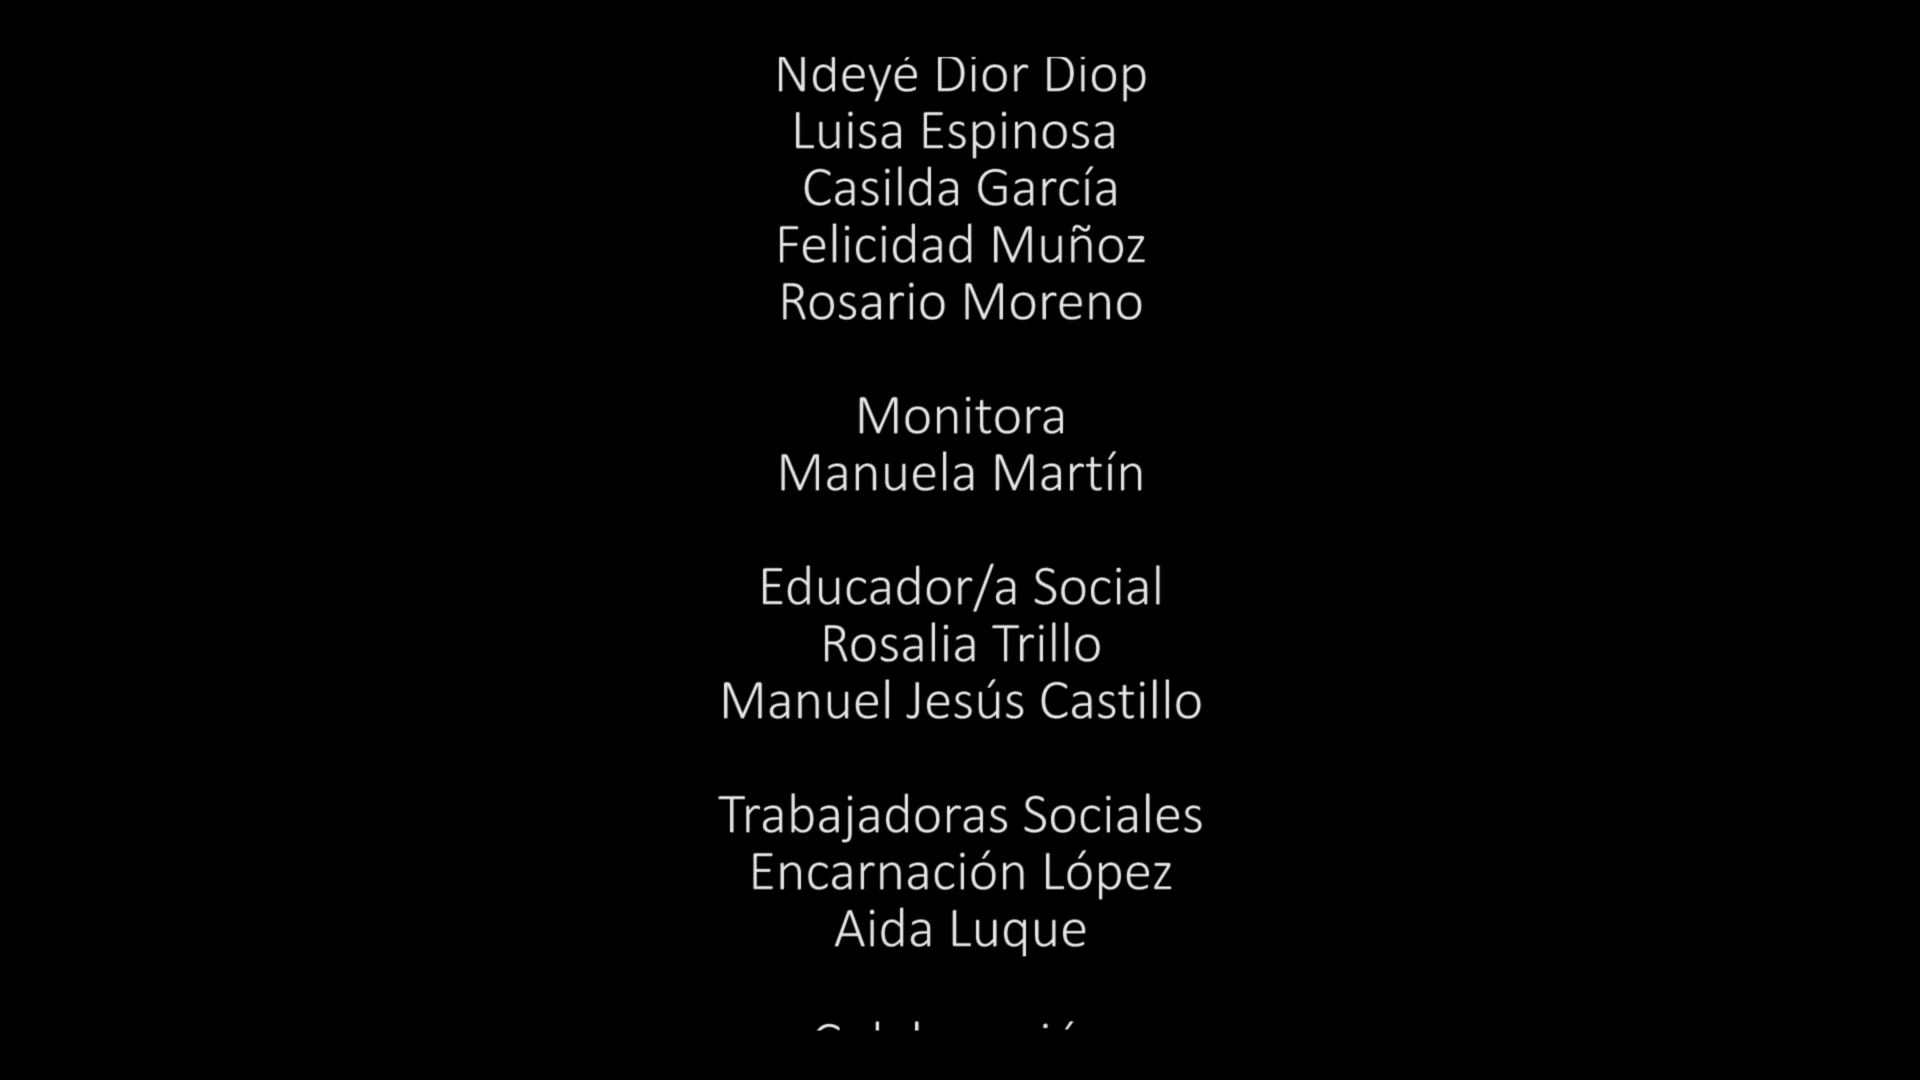 Ndeyé Dior Diop
Luisa Espinosa
Casilda García
Felicidad Muñoz
Rosario Moreno
Monitora
Manuela Martín
Educador/a Social
Rosalia Trillo
Manuel Jesús Castillo
Trabajadoras Sociales
Encarnación López
Aida Luque